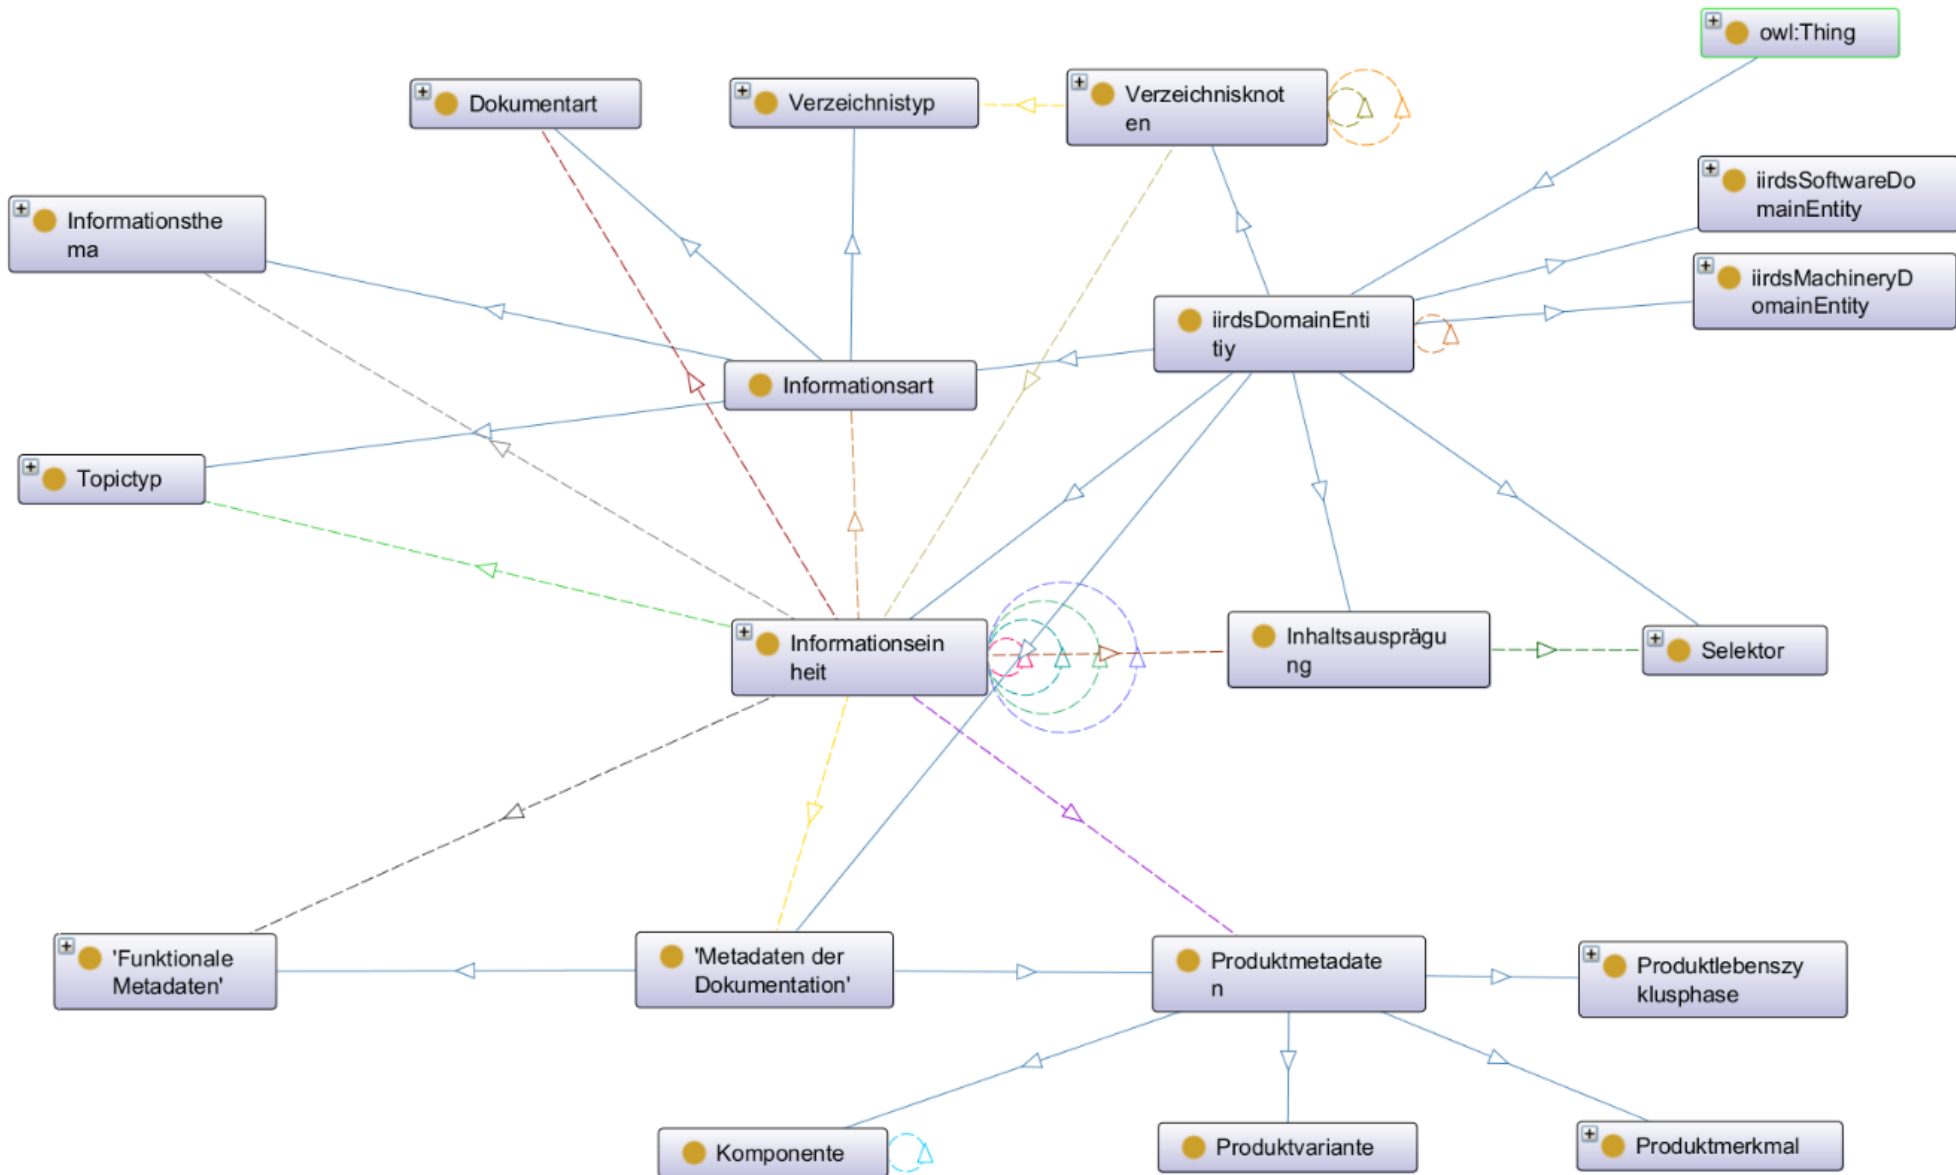 owl:Thing
Dokumentart
Verzeichnistyp
Verzeichnisknot
en
iirdsSoftwareDo
mainEntity
Informationsthe
ma
iirdsMachineryD
omainEntity
iirdsDomainEnti
tiy
Informationsart
Topictyp
Informationsein
heit
Inhaltsausprägu
ng
Selektor
'Funktionale
Metadaten'
'Metadaten der
Dokumentation'
Produktmetadate
n
Produktlebenszy
klusphase
Komponente
Produktvariante
Produktmerkmal